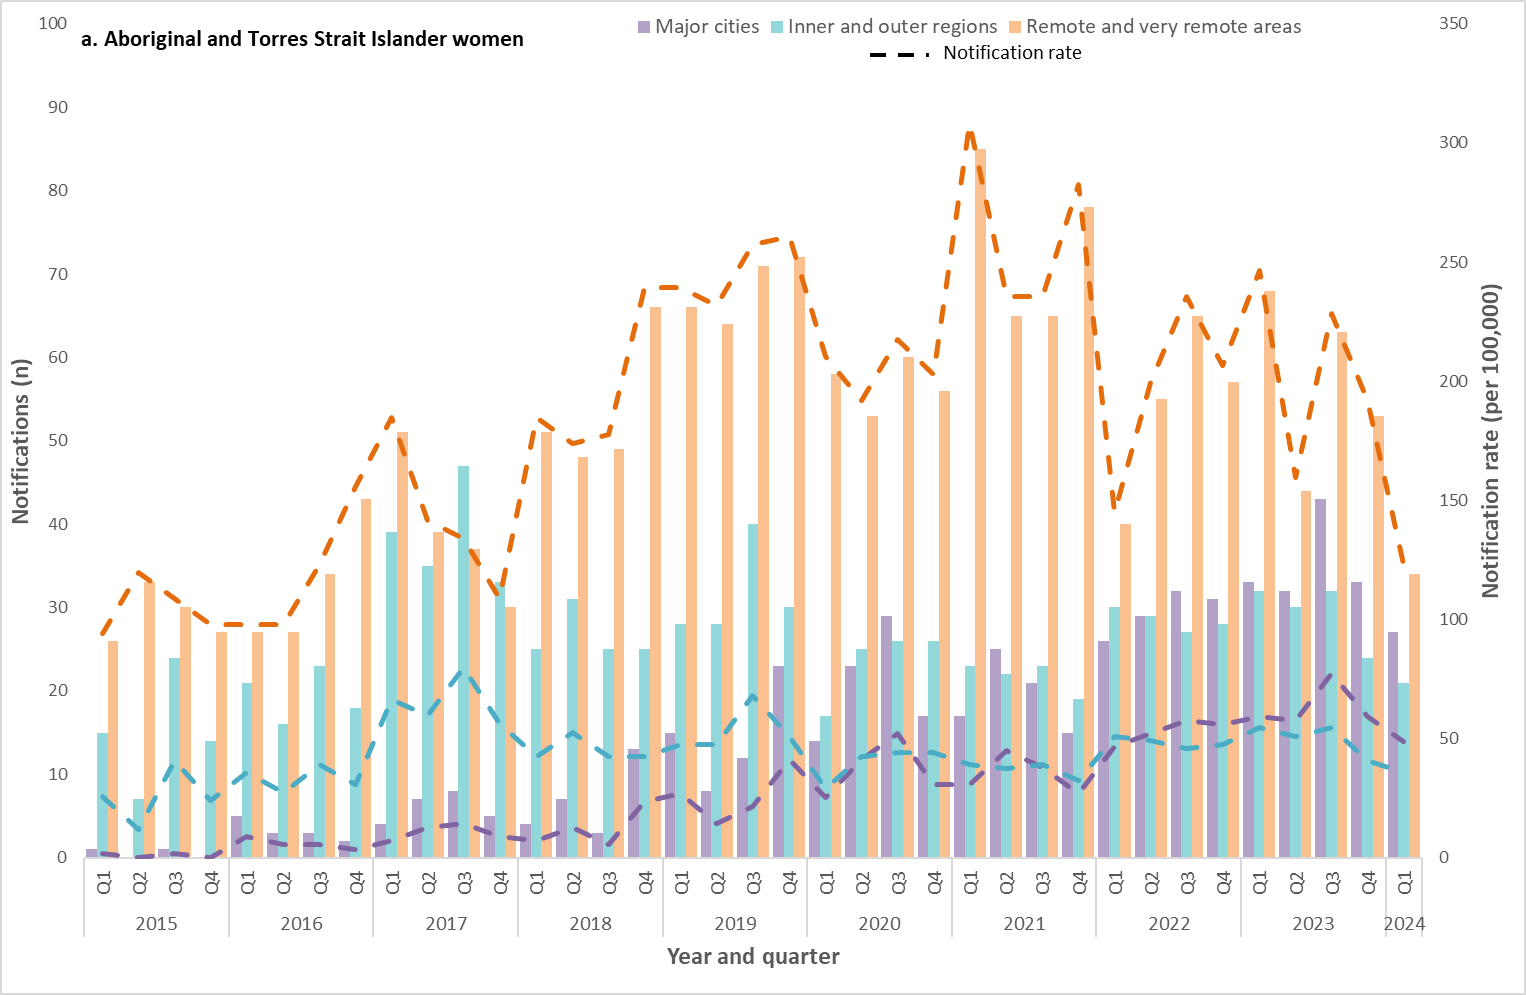 100
350
a. Aboriginal and Torres Strait Islander women
Major cities
Inner and outer regions
Remote and very remote areas
Notification rate
90
80
70
60
50
40
30
20
10
0
300
250
200
150
100
50
0
Notifications (n)
Notification rate (per 100,000)
Q1 Q2 Q3 Q4 Q1 Q2 Q3 Q4 Q1 Q2 Q3 Q4 Q1 Q2 Q3 Q4 Q1 Q2 Q3 Q4 Q1 Q2 Q3 Q4 Q1 Q2 Q3 Q4 Q1 Q2 Q3 Q4 Q1 Q2 Q3 Q4 Q1
2015 2016 2017 2018 2019 2020 2021 2022 2023 2024
Year and quarter